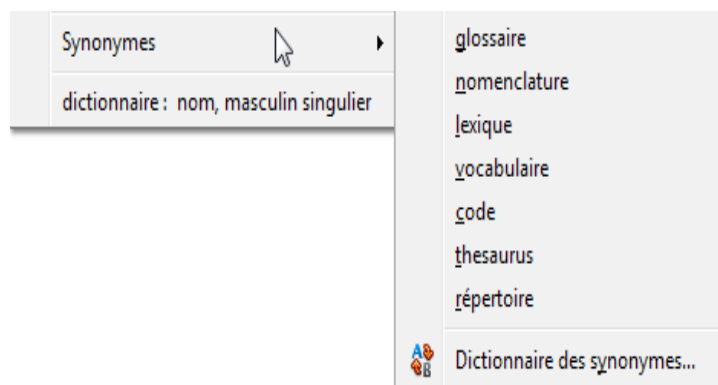 Synonymes
dictionnaire : nom, masculin singulier
glossaire
nomenclature
lexique
vocabulaire
code
thesaurus
répertoire
Dictionnaire des synonymes...